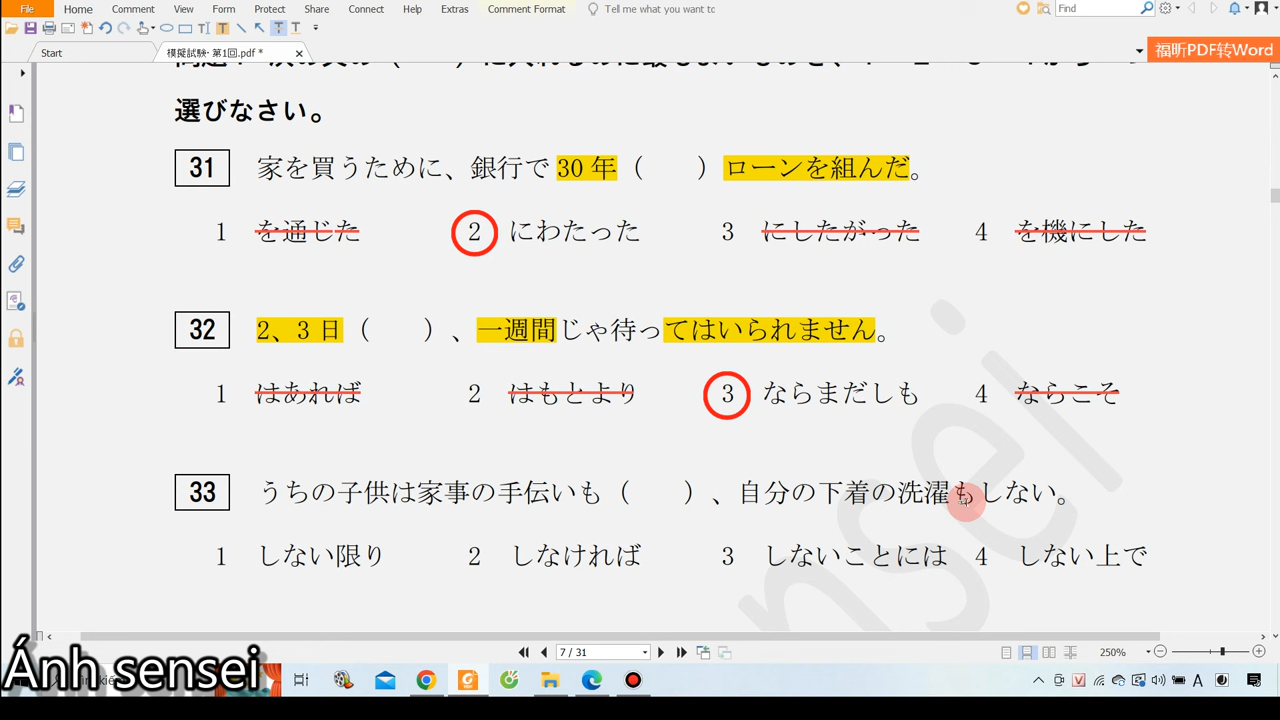 File Home Comment View Form Protect Share Connect Help Extras Comment Format Tell me what you want to Find
Start 模擬試験- 第1回.pdf * 福昕PDF转Word
選びなさい。
31 家を買うために、銀行で 30 年（ ）ローンを組んだ。
1 を通じた 2 にわたった 3 にしたがった 4 を機にした
32 2、3 日（ ）、一週間じゃ待ってはいられません。
1 はあれば 2 はもとより 3 ならまだしも 4 ならこそ
33 うちの子供は家事の手伝いも（ ）、自分の下着の洗濯もしない。
1 しない限り 2 しなければ 3 しないことには 4 しない上で
nsei
7 / 31 250%
Ánh sensei